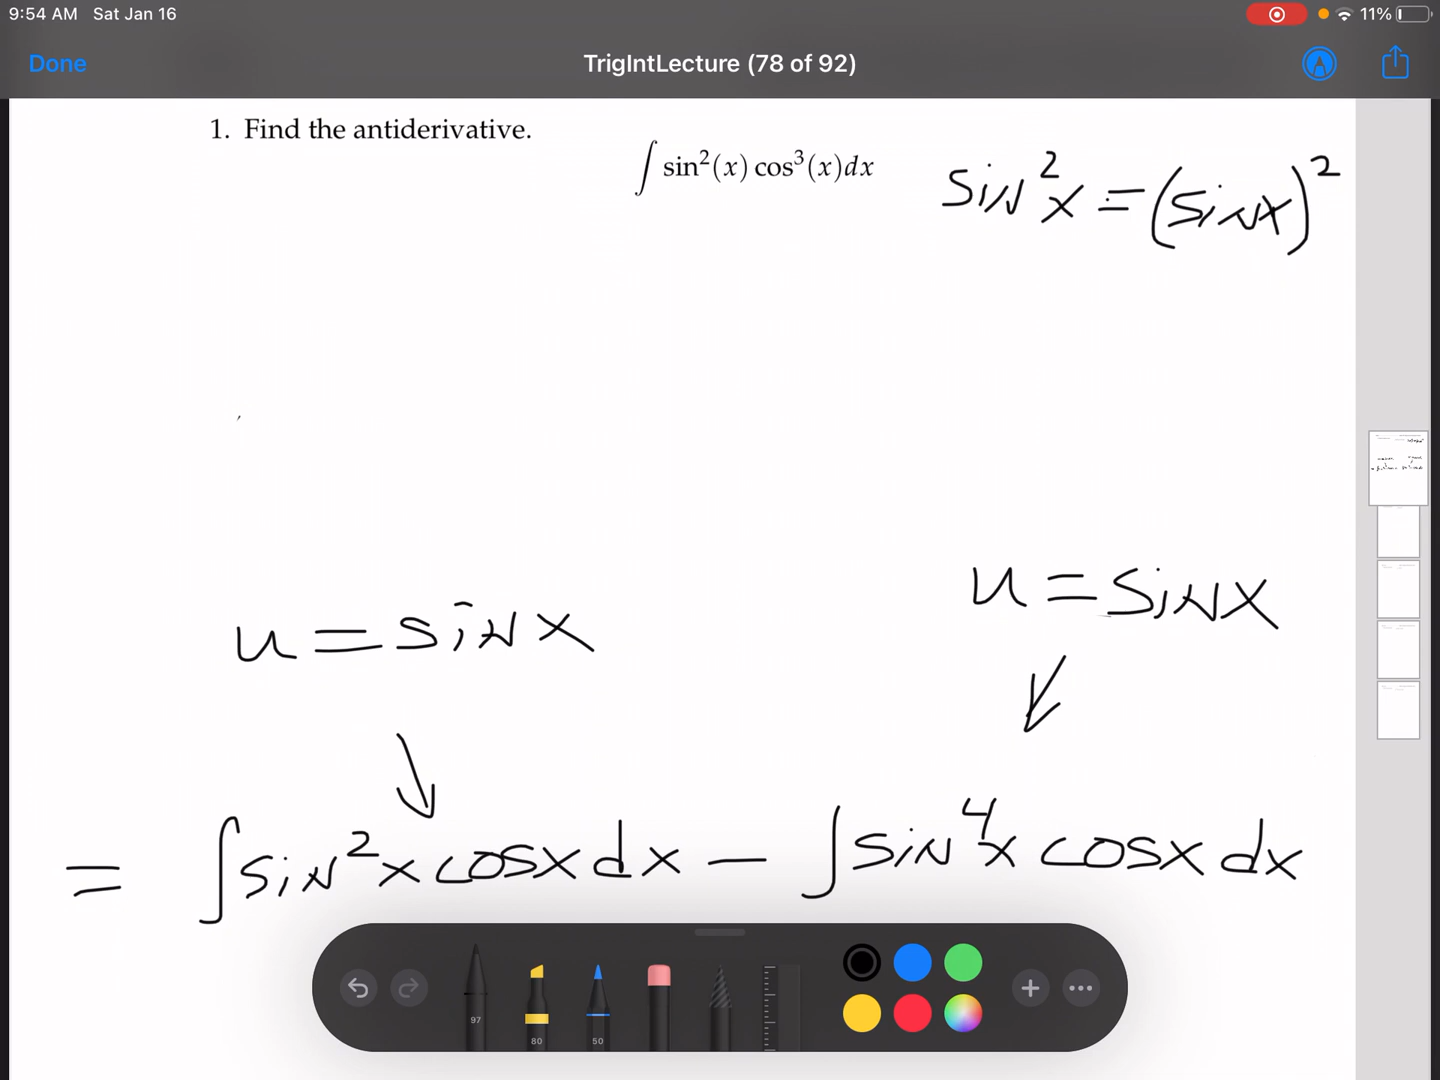 9:54 AM Sat Jan 16 11%
Done TrigIntLecture (78 of 92)
1. Find the antiderivative.
∫ sin²(x) cos³(x)dx
sin²x = (sinx)²
u = sinx
u = sinx
= ∫sin²x cosx dx − ∫sin⁴x cosx dx
97 80 50